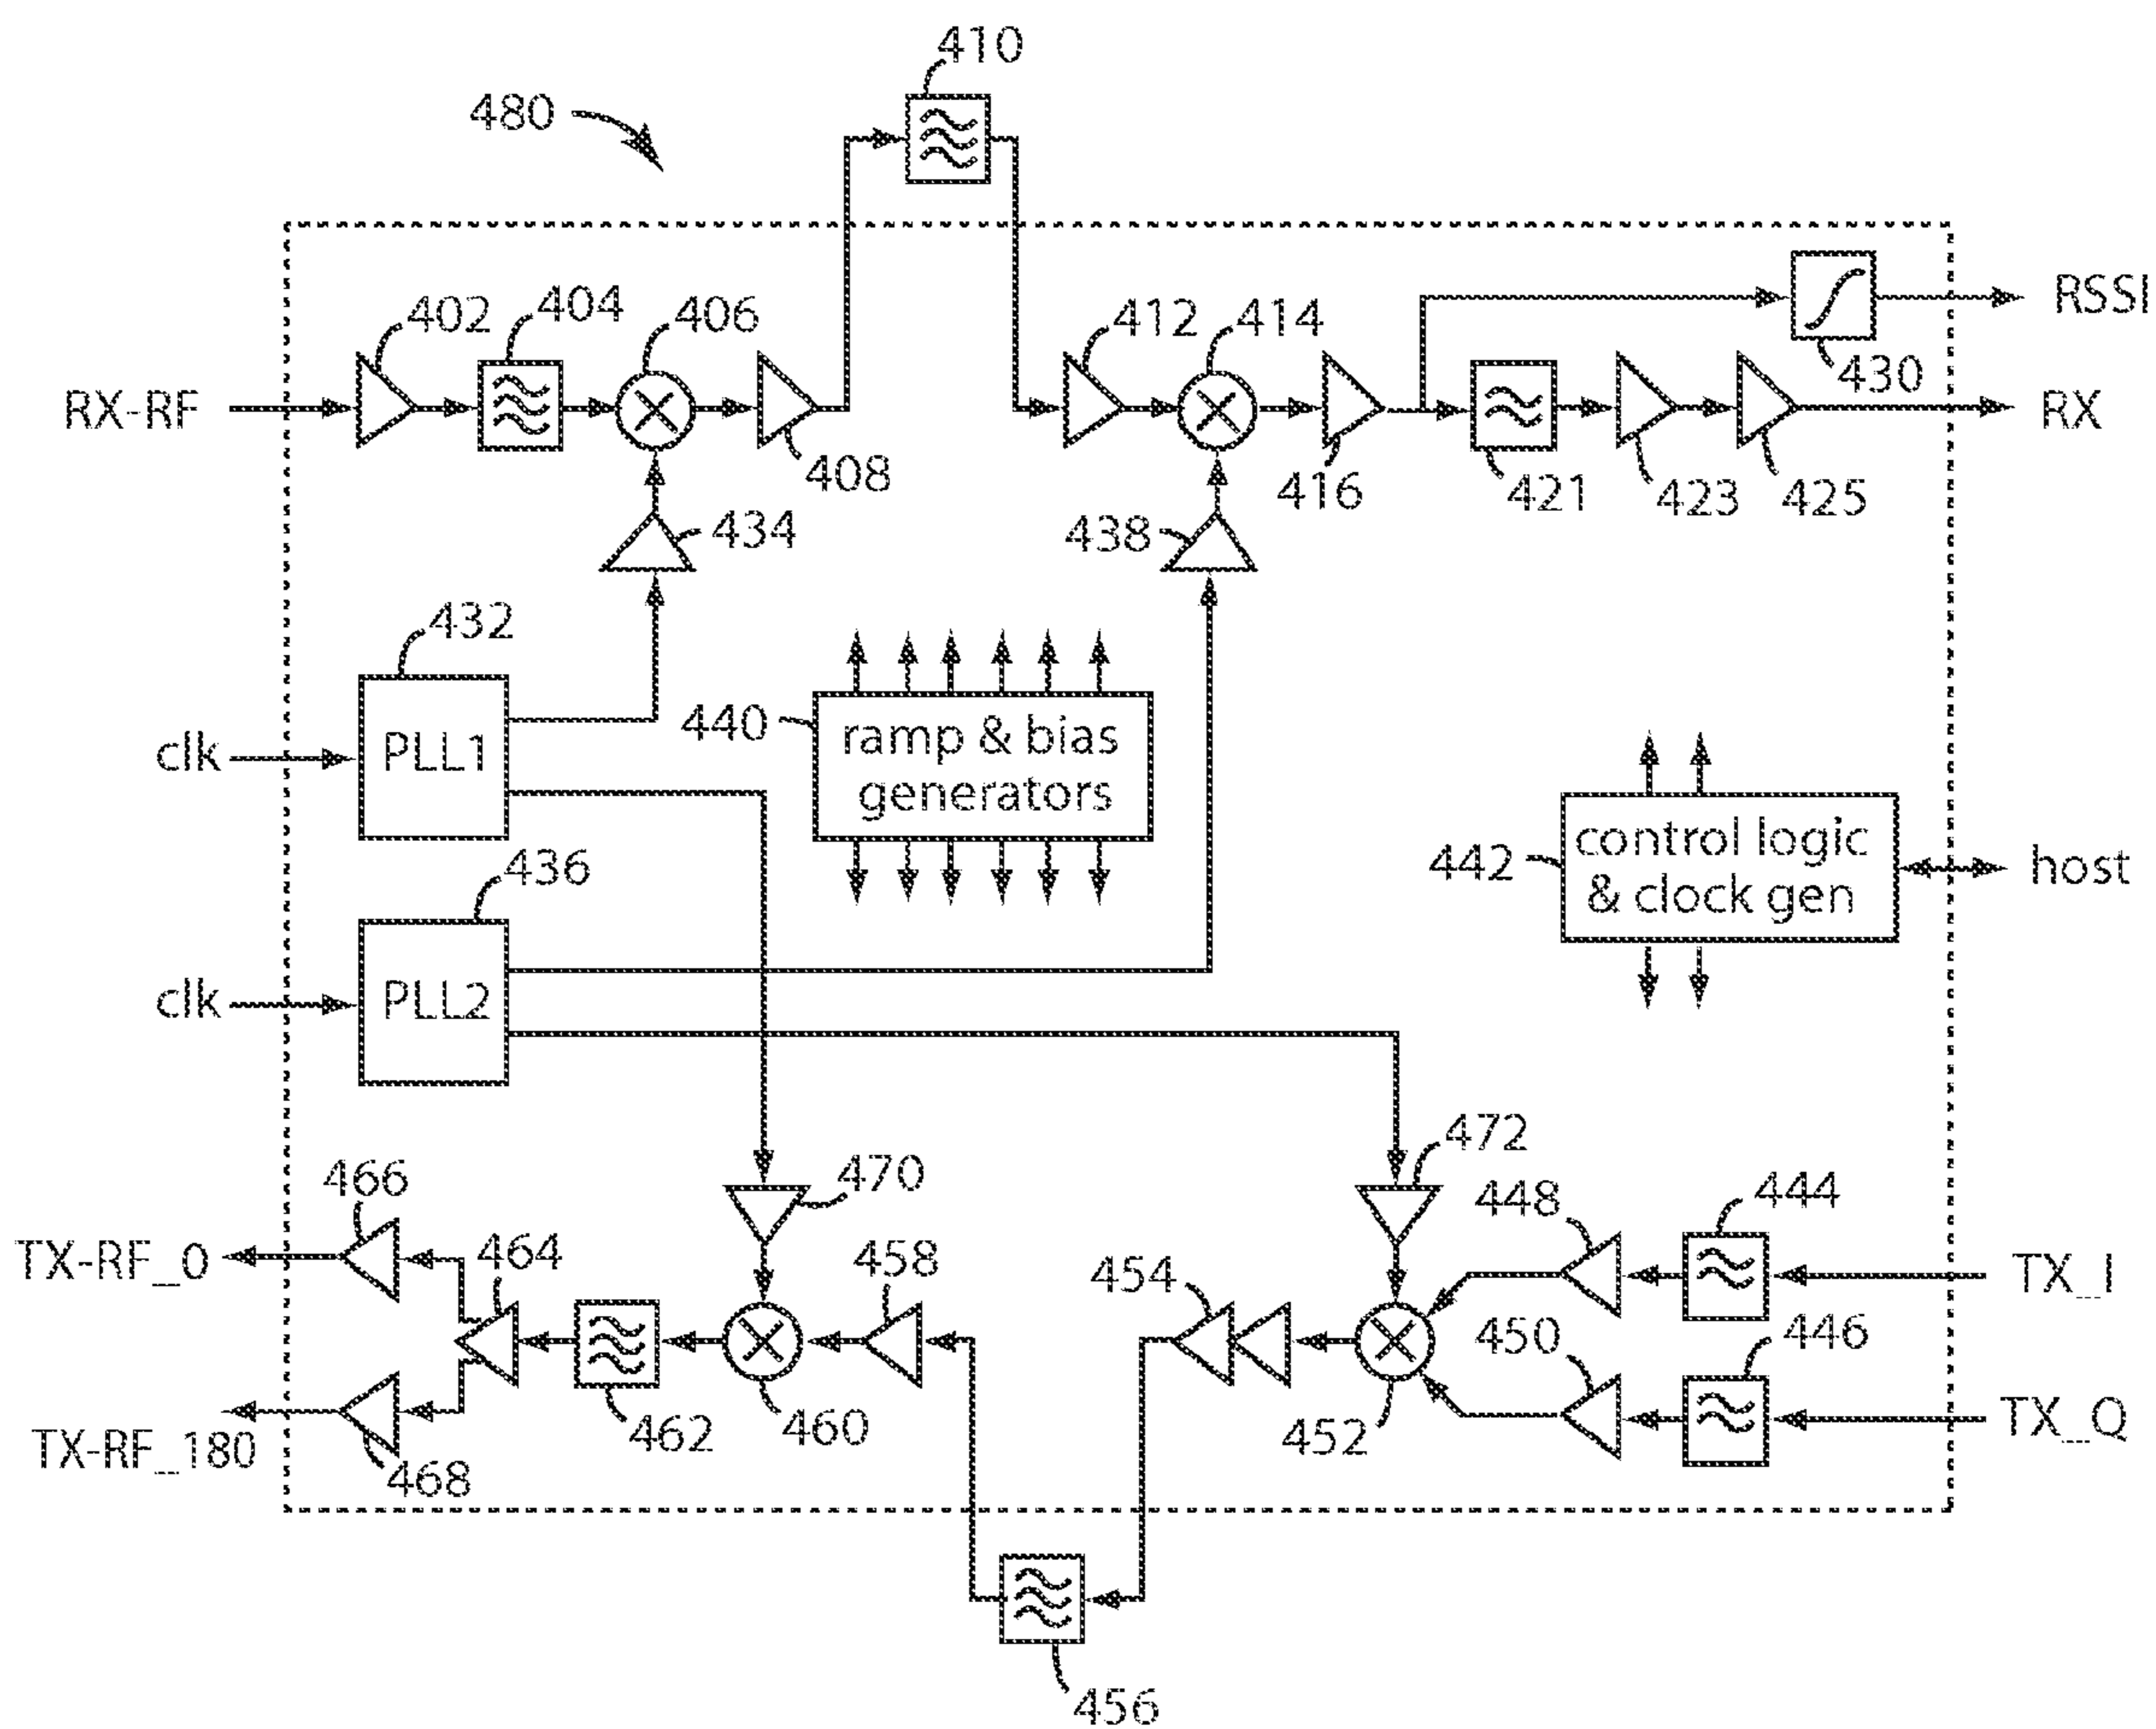 410
480
402
404
406
412
414
RSSI
430
RX-RF
RX
408
416
421
423
425
434
438
432
440
ramp & bias
generators
clk
PLL1
442
control logic
& clock gen
host
436
clk
PLL2
472
466
470
448
444
TX-RF_0
464
458
454
TX_I
450
446
462
460
452
TX_Q
TX-RF_180
468
456